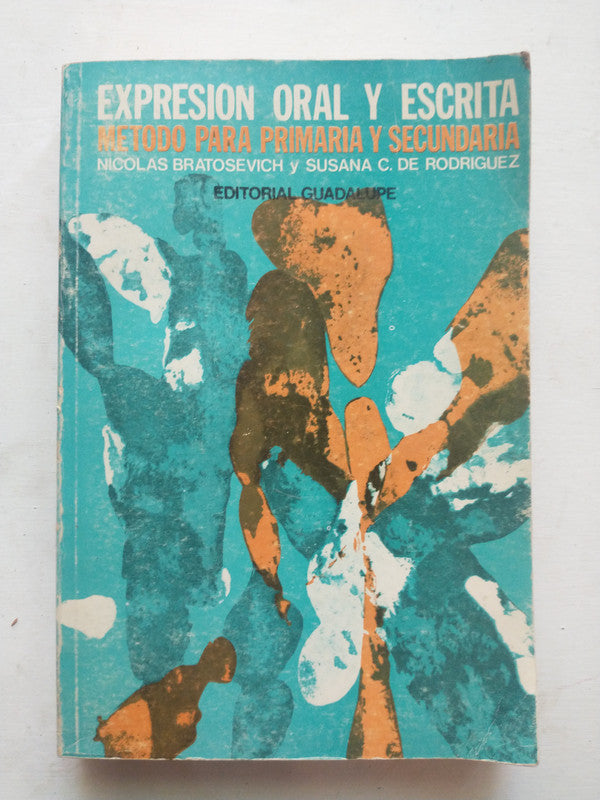 EXPRESION ORAL Y ESCRITA
METODO PARA PRIMARIA Y SECUNDARIA
NICOLAS BRATOSEVICH y SUSANA C. DE RODRIGUEZ
EDITORIAL GUADALUPE